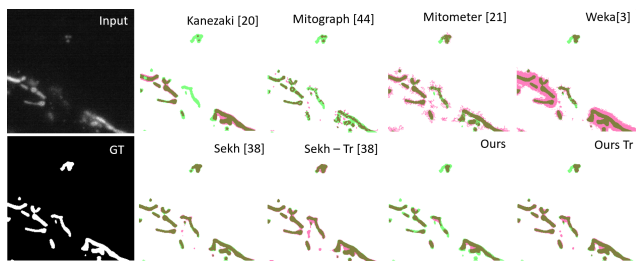 Input
Kanezaki [20]
Mitograph [44]
Mitometer [21]
Weka[3]
GT
Sekh [38]
Sekh – Tr [38]
Ours
Ours Tr